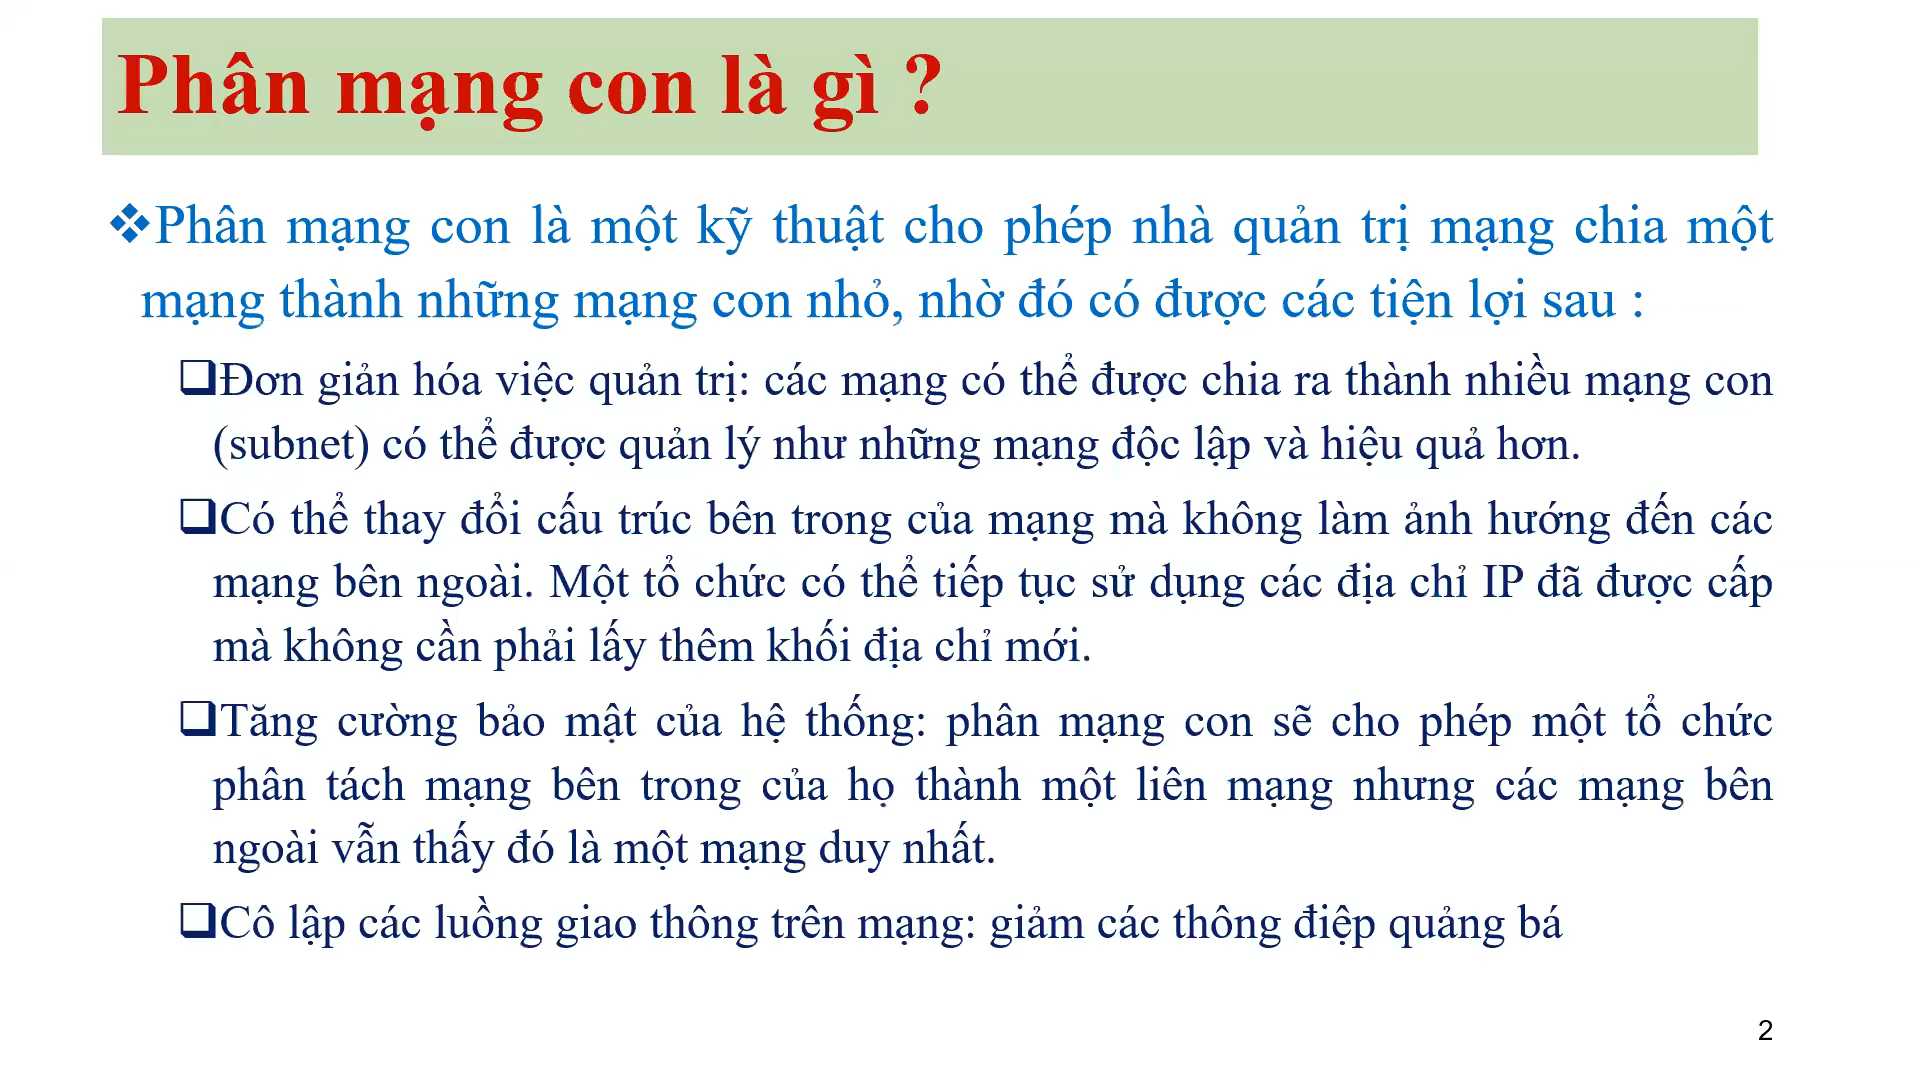 Phân mạng con là gì ?
❖Phân mạng con là một kỹ thuật cho phép nhà quản trị mạng chia một
mạng thành những mạng con nhỏ, nhờ đó có được các tiện lợi sau :
❑Đơn giản hóa việc quản trị: các mạng có thể được chia ra thành nhiều mạng con
(subnet) có thể được quản lý như những mạng độc lập và hiệu quả hơn.
❑Có thể thay đổi cấu trúc bên trong của mạng mà không làm ảnh hướng đến các
mạng bên ngoài. Một tổ chức có thể tiếp tục sử dụng các địa chỉ IP đã được cấp
mà không cần phải lấy thêm khối địa chỉ mới.
❑Tăng cường bảo mật của hệ thống: phân mạng con sẽ cho phép một tổ chức
phân tách mạng bên trong của họ thành một liên mạng nhưng các mạng bên
ngoài vẫn thấy đó là một mạng duy nhất.
❑Cô lập các luồng giao thông trên mạng: giảm các thông điệp quảng bá
2